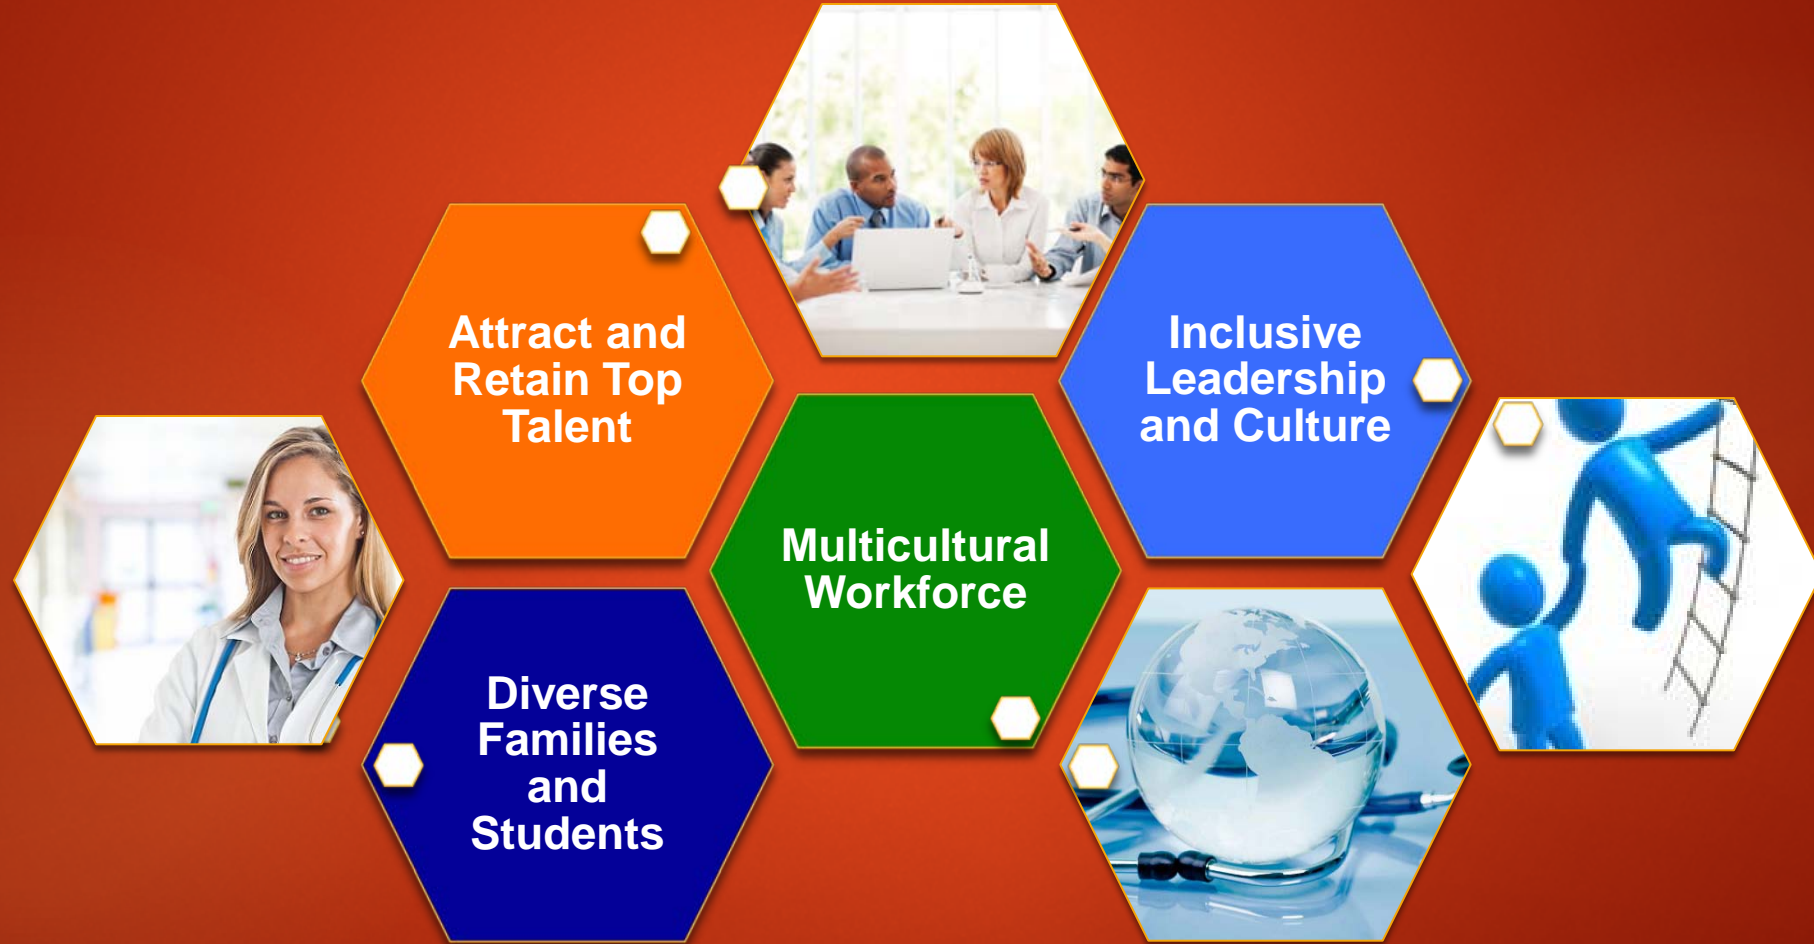 Attract and
Retain Top
Talent
Inclusive
Leadership
and Culture
Multicultural
Workforce
Diverse
Families
and
Students